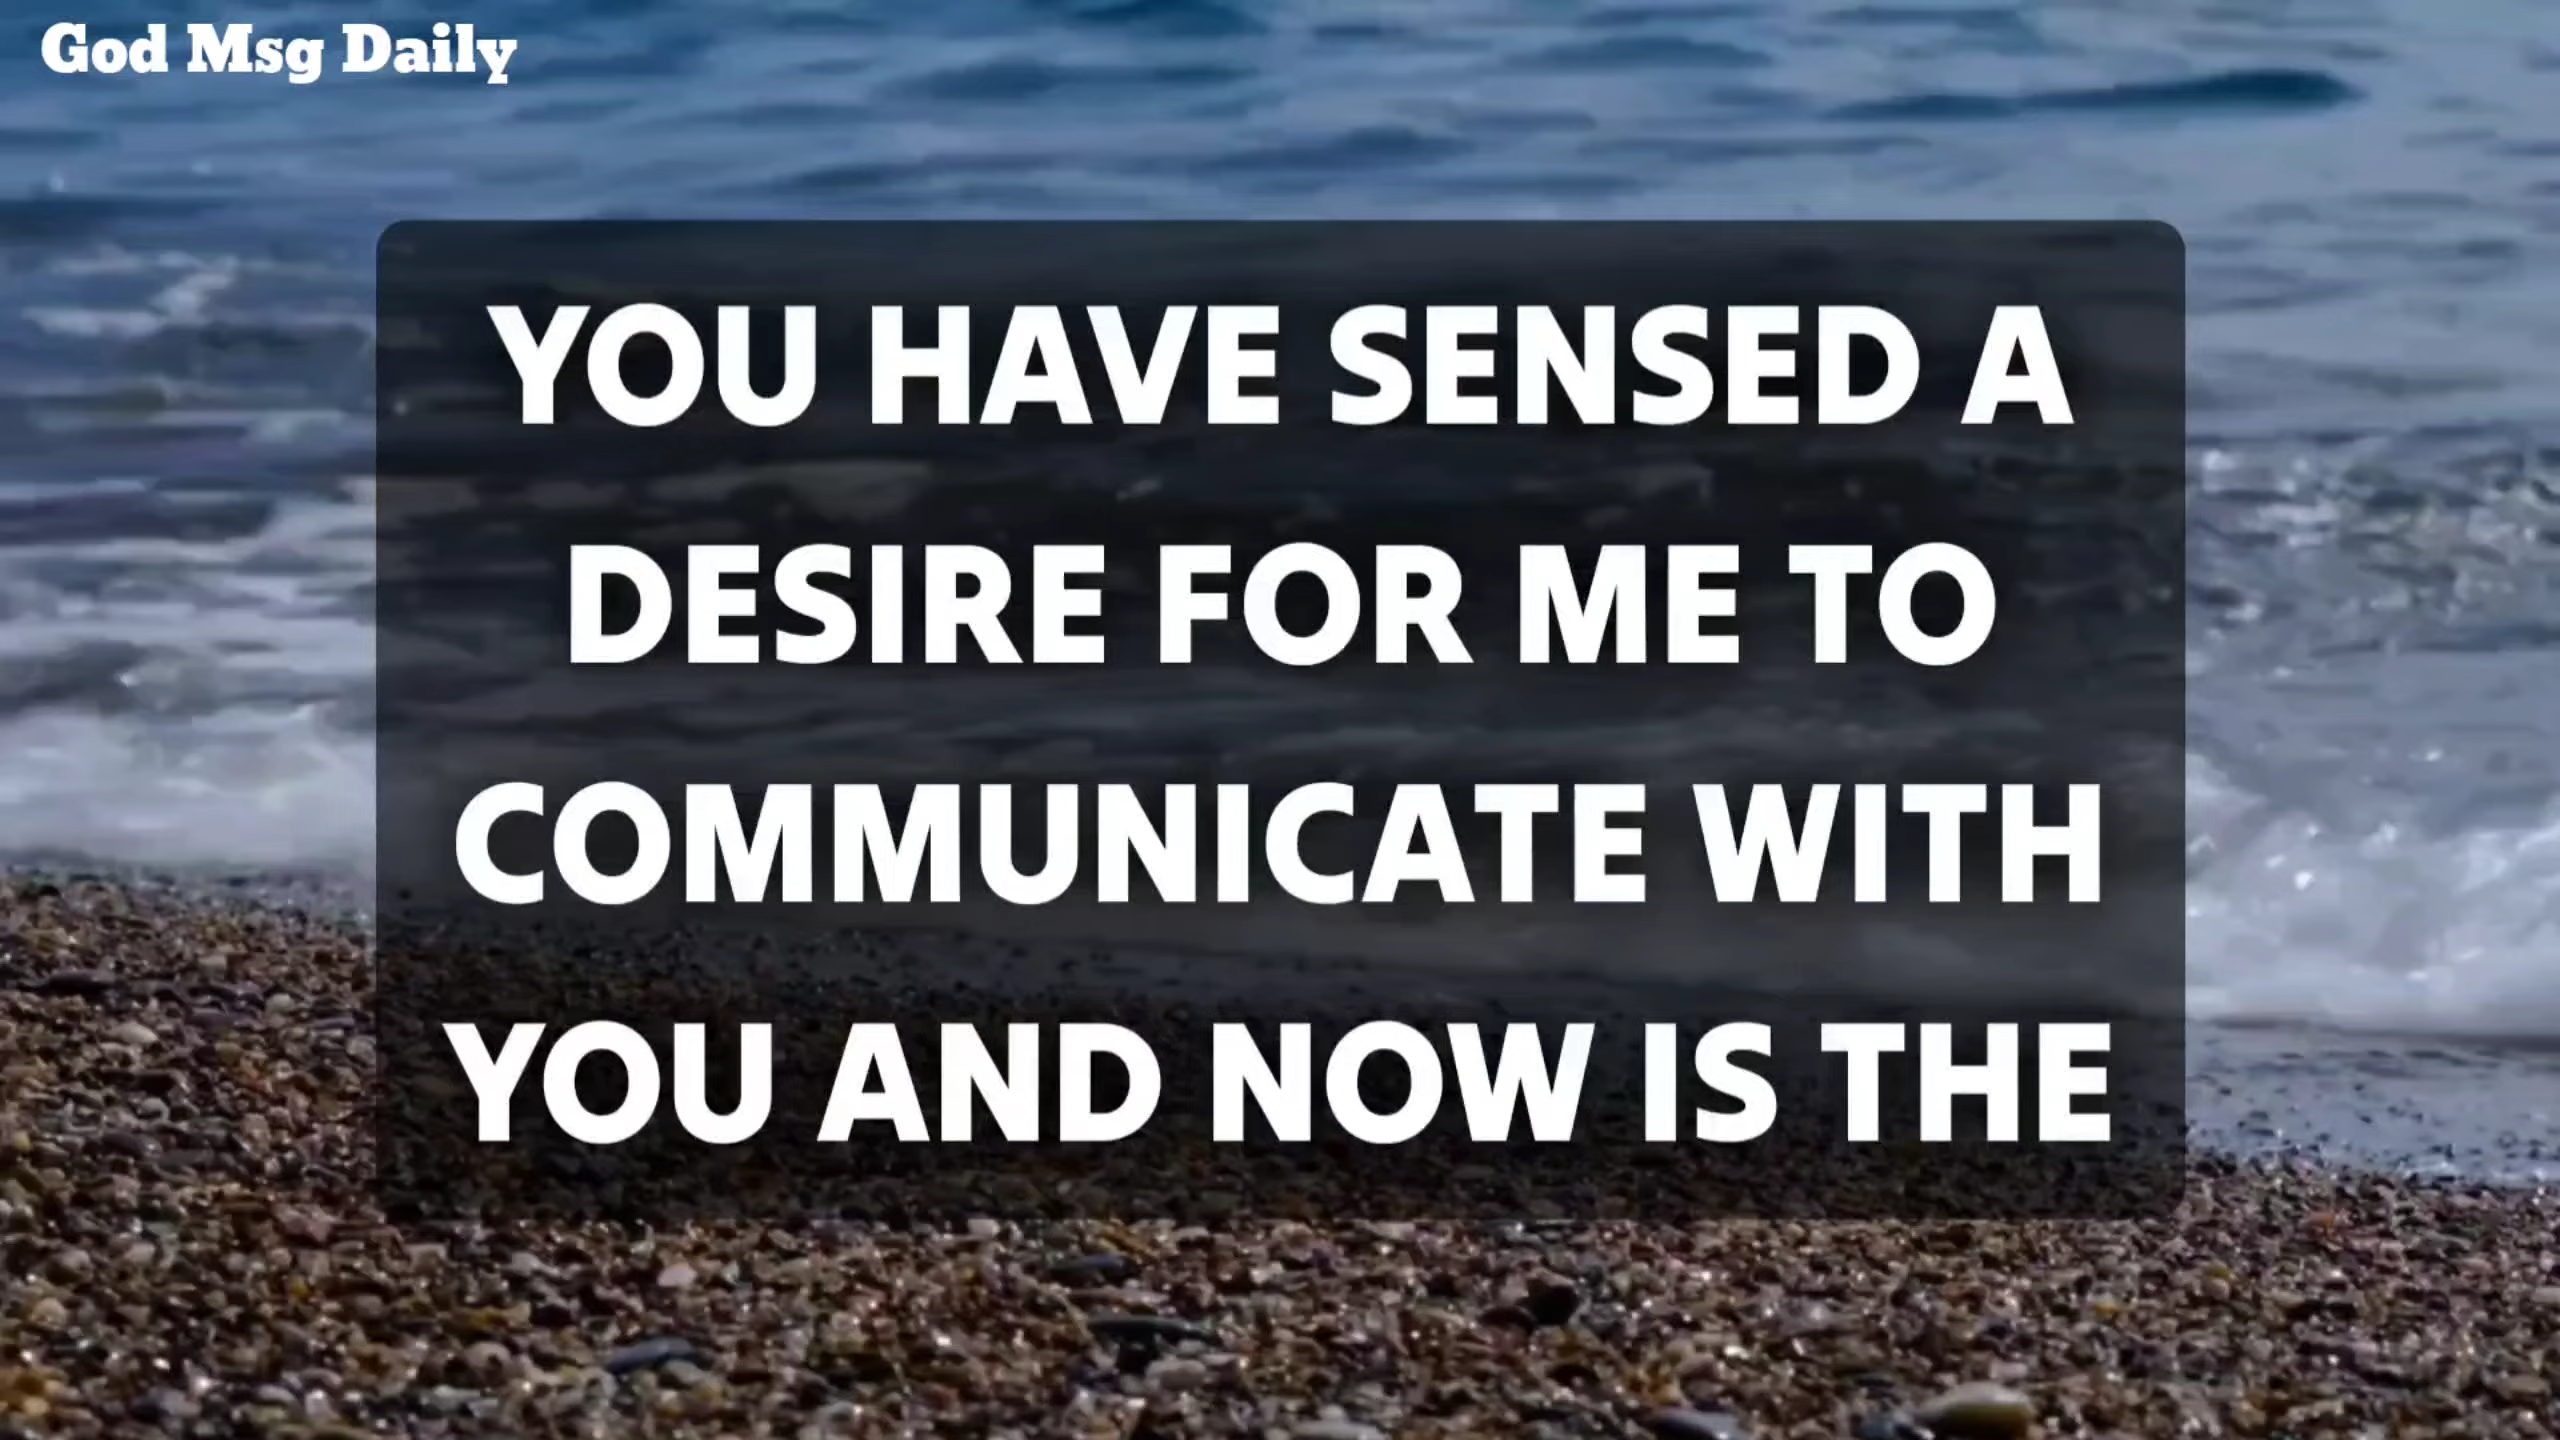 God Msg Daily
YOU HAVE SENSED A
DESIRE FOR ME TO
COMMUNICATE WITH
YOU AND NOW IS THE